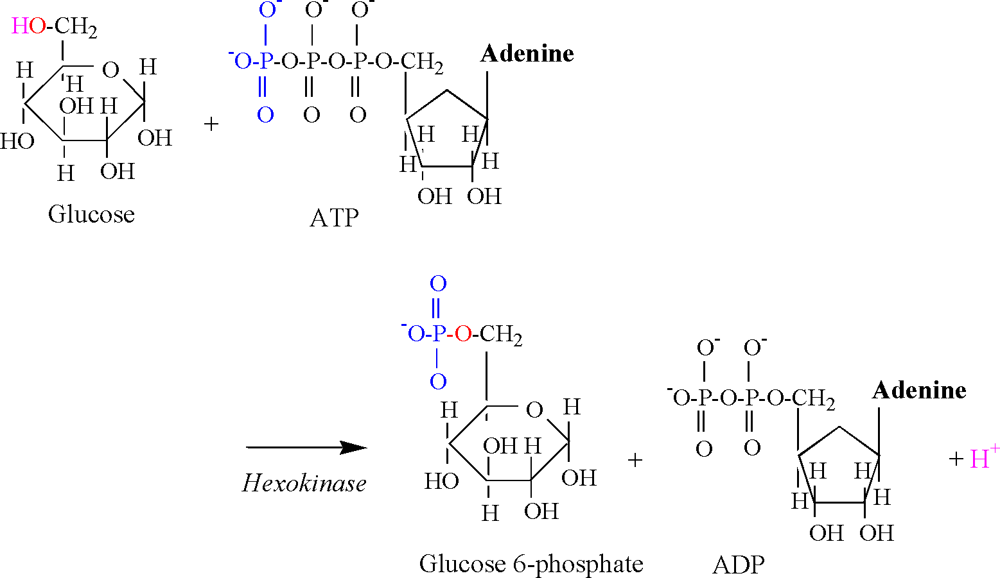 O⁻ O⁻ O⁻
HO-CH₂
⁻O-P-O-P-O-P-O-CH₂ Adenine
H O H
H
OH H O O O
HO OH + H H
H OH H H
OH OH
Glucose ATP
O
⁻O-P-O-CH₂ O⁻ O⁻
O ⁻O-P-O-P-O-CH₂ Adenine
H O H
OH H O O
HO OH + H H + H⁺
Hexokinase H H
H OH OH OH
Glucose 6-phosphate ADP